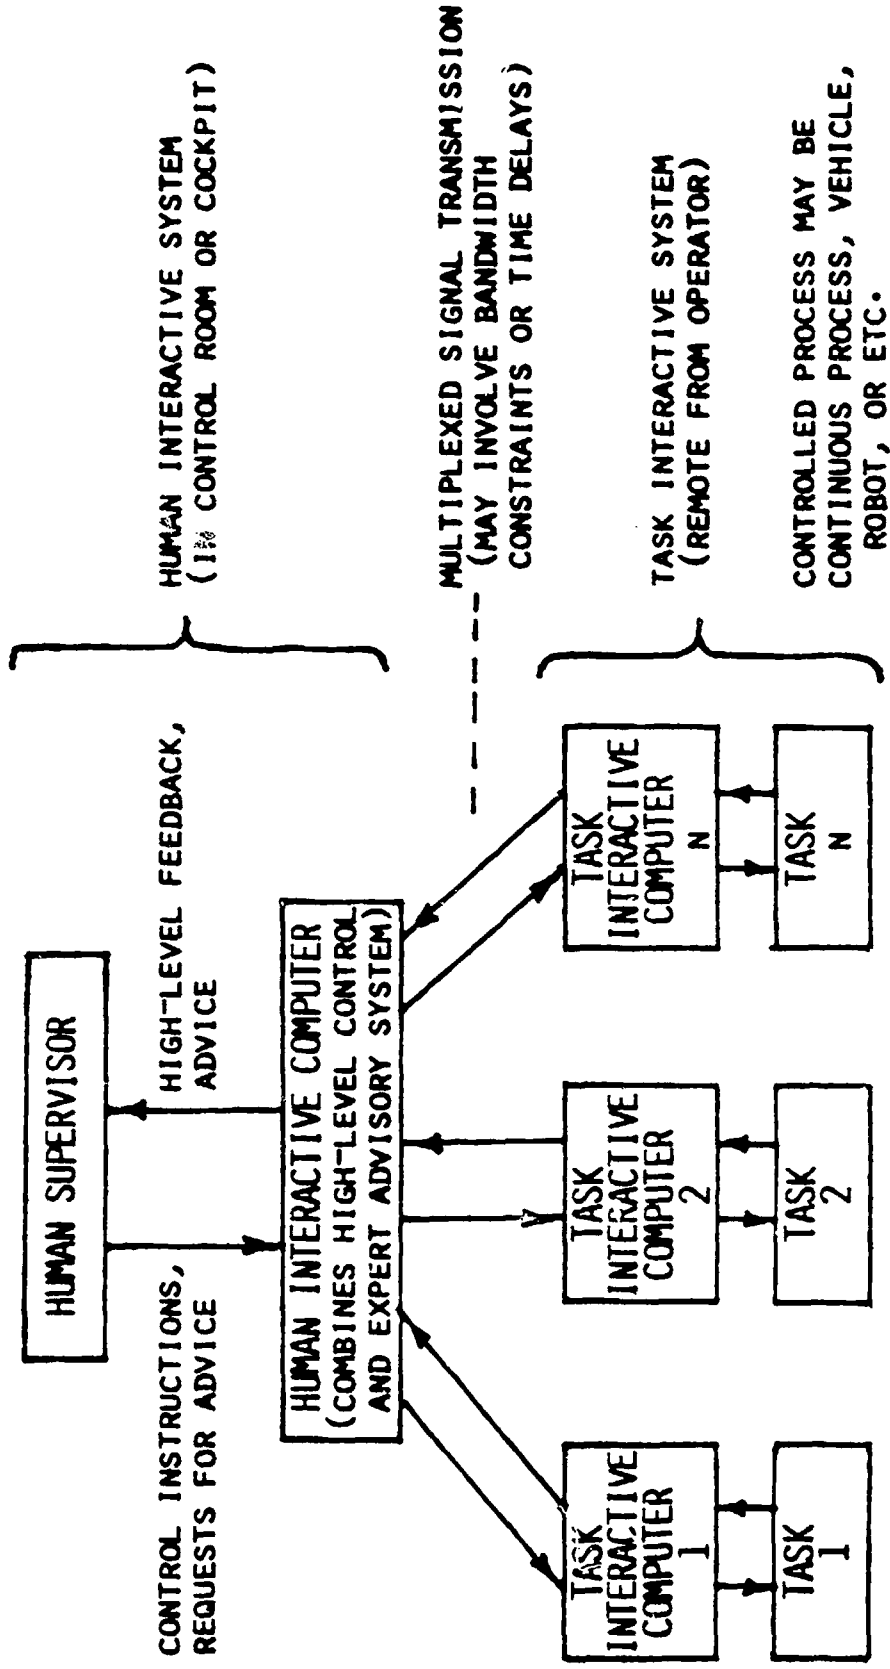 HUMAN SUPERVISOR
CONTROL INSTRUCTIONS,
REQUESTS FOR ADVICE
HIGH-LEVEL FEEDBACK,
ADVICE
HUMAN INTERACTIVE SYSTEM
(IN CONTROL ROOM OR COCKPIT)
HUMAN INTERACTIVE COMPUTER
(COMBINES HIGH-LEVEL CONTROL
AND EXPERT ADVISORY SYSTEM)
MULTIPLEXED SIGNAL TRANSMISSION
(MAY INVOLVE BANDWIDTH
CONSTRAINTS OR TIME DELAYS)
TASK
INTERACTIVE
COMPUTER
1
TASK
INTERACTIVE
COMPUTER
2
TASK
INTERACTIVE
COMPUTER
N
TASK INTERACTIVE SYSTEM
(REMOTE FROM OPERATOR)
TASK
1
TASK
2
TASK
N
CONTROLLED PROCESS MAY BE
CONTINUOUS PROCESS, VEHICLE,
ROBOT, OR ETC.